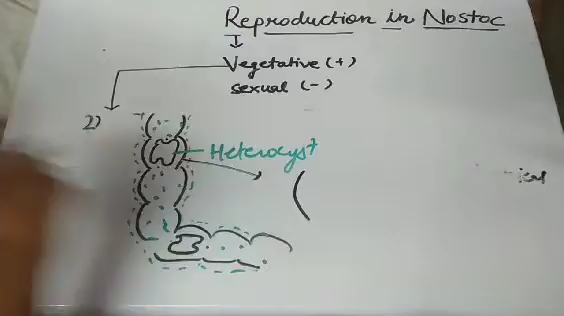 Reproduction in Nostoc
Vegetative (+)
sexual (-)
2)
Heterocyst